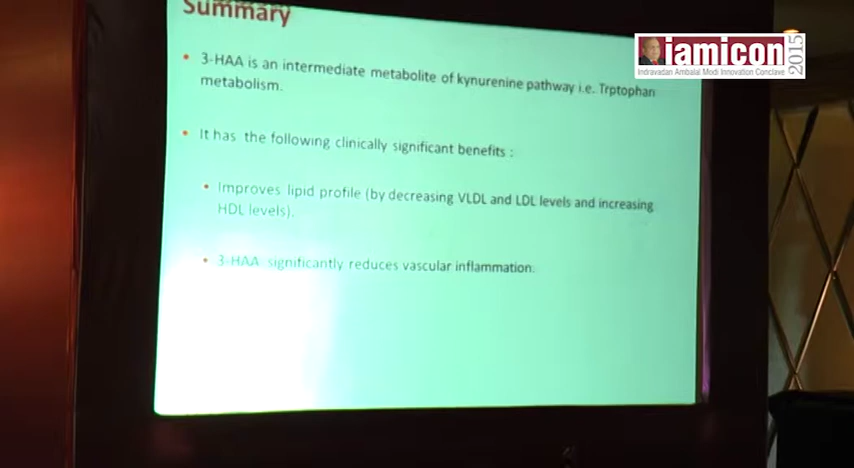 Summary
iamicon
2015
Indravadan Ambalal Modi Innovation Conclave
• 3-HAA is an intermediate metabolite of kynurenine pathway i.e. Trptophan
metabolism.
• It has the following clinically significant benefits :
• Improves lipid profile (by decreasing VLDL and LDL levels and increasing
HDL levels).
• 3-HAA significantly reduces vascular inflammation.